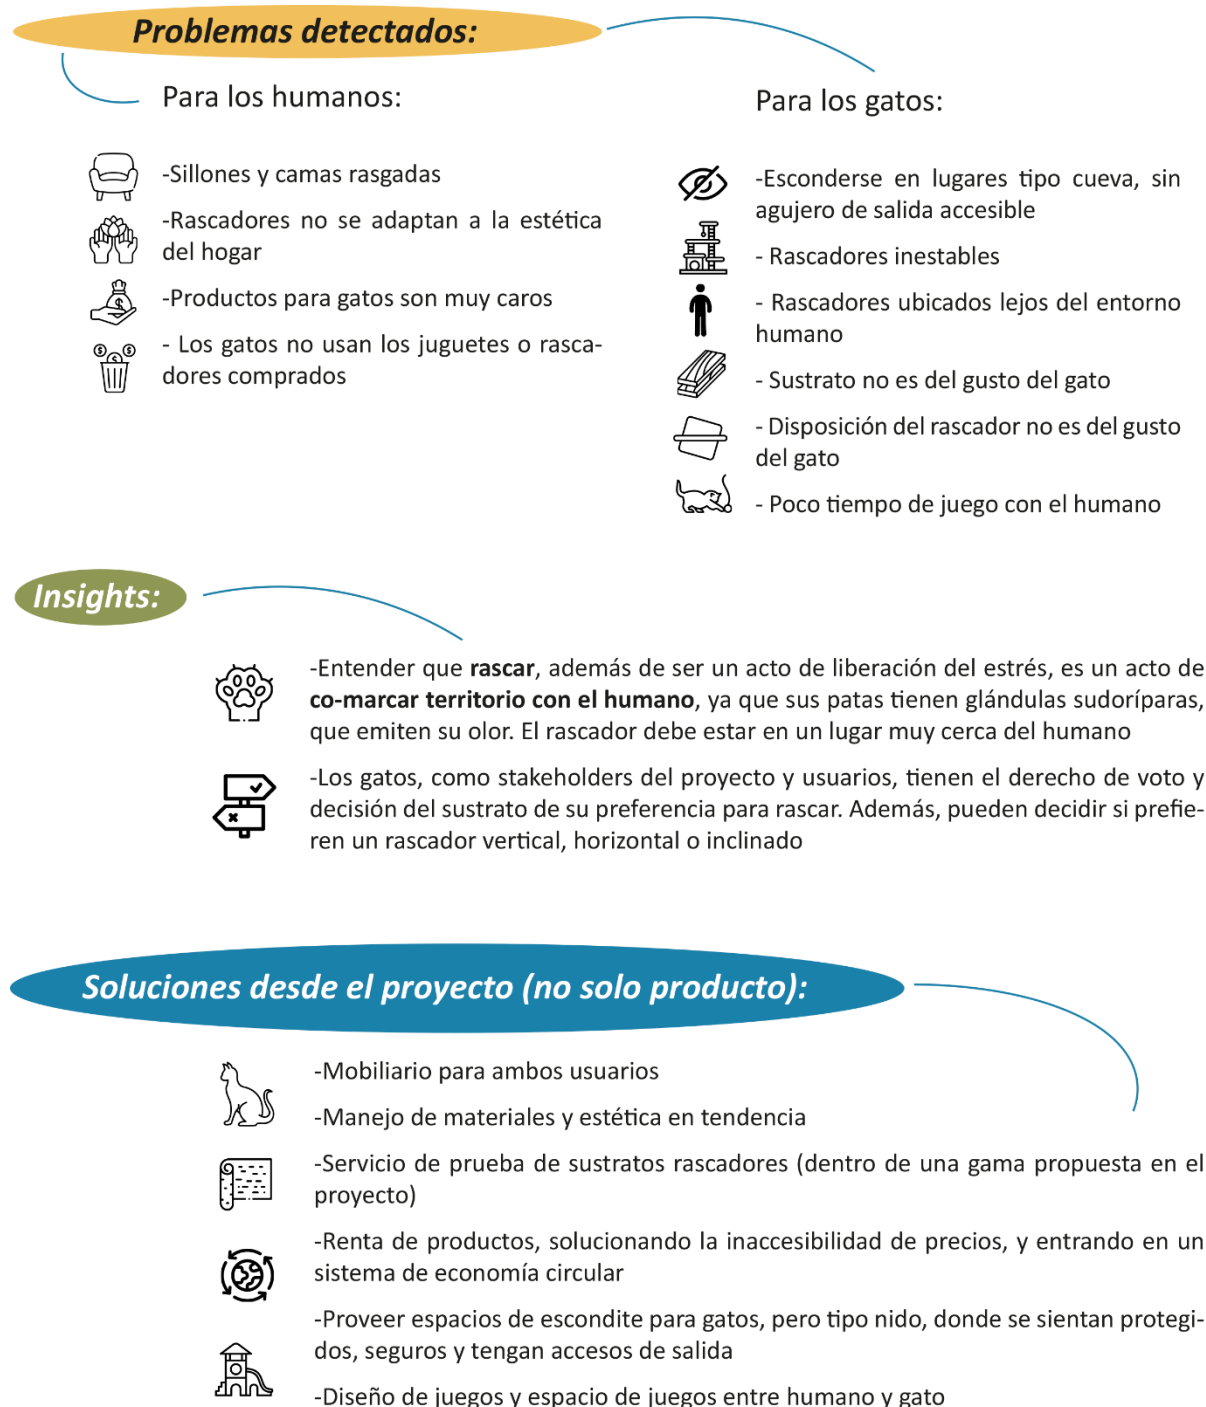 Problemas detectados:
Para los humanos:
-Sillones y camas rasgadas
-Rascadores no se adaptan a la estética
del hogar
-Productos para gatos son muy caros
- Los gatos no usan los juguetes o rasca-
dores comprados
Para los gatos:
-Esconderse en lugares tipo cueva, sin
agujero de salida accesible
- Rascadores inestables
- Rascadores ubicados lejos del entorno
humano
- Sustrato no es del gusto del gato
- Disposición del rascador no es del gusto
del gato
- Poco tiempo de juego con el humano
Insights:
-Entender que rascar, además de ser un acto de liberación del estrés, es un acto de
co-marcar territorio con el humano, ya que sus patas tienen glándulas sudoríparas,
que emiten su olor. El rascador debe estar en un lugar muy cerca del humano
-Los gatos, como stakeholders del proyecto y usuarios, tienen el derecho de voto y
decisión del sustrato de su preferencia para rascar. Además, pueden decidir si prefie-
ren un rascador vertical, horizontal o inclinado
Soluciones desde el proyecto (no solo producto):
-Mobiliario para ambos usuarios
-Manejo de materiales y estética en tendencia
-Servicio de prueba de sustratos rascadores (dentro de una gama propuesta en el
proyecto)
-Renta de productos, solucionando la inaccesibilidad de precios, y entrando en un
sistema de economía circular
-Proveer espacios de escondite para gatos, pero tipo nido, donde se sientan protegi-
dos, seguros y tengan accesos de salida
-Diseño de juegos y espacio de juegos entre humano y gato